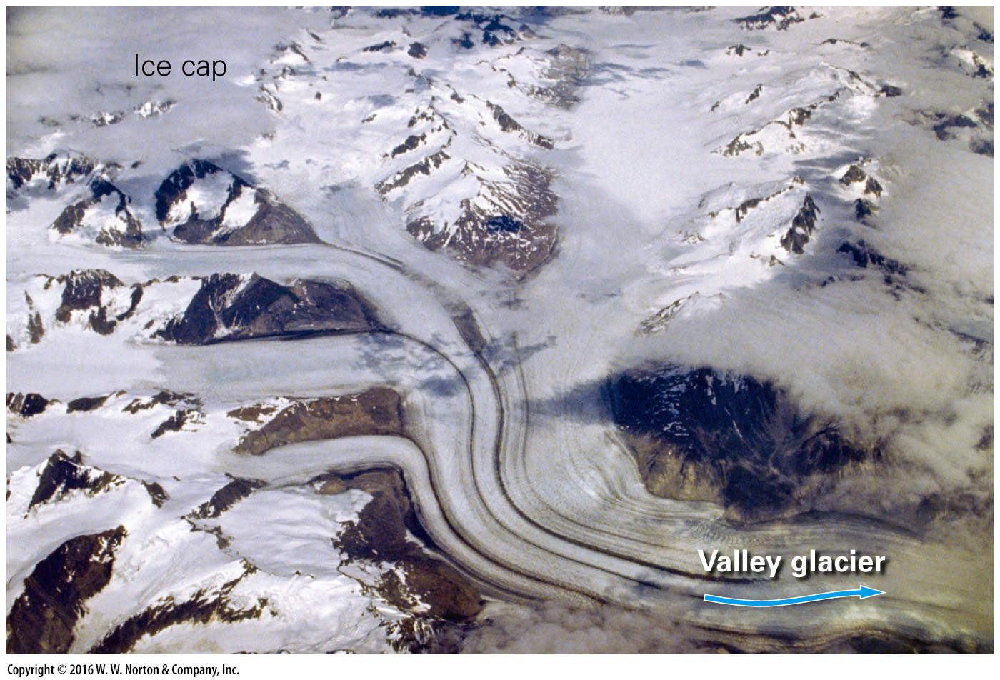 Ice cap
Valley glacier
Copyright © 2016 W. W. Norton & Company, Inc.